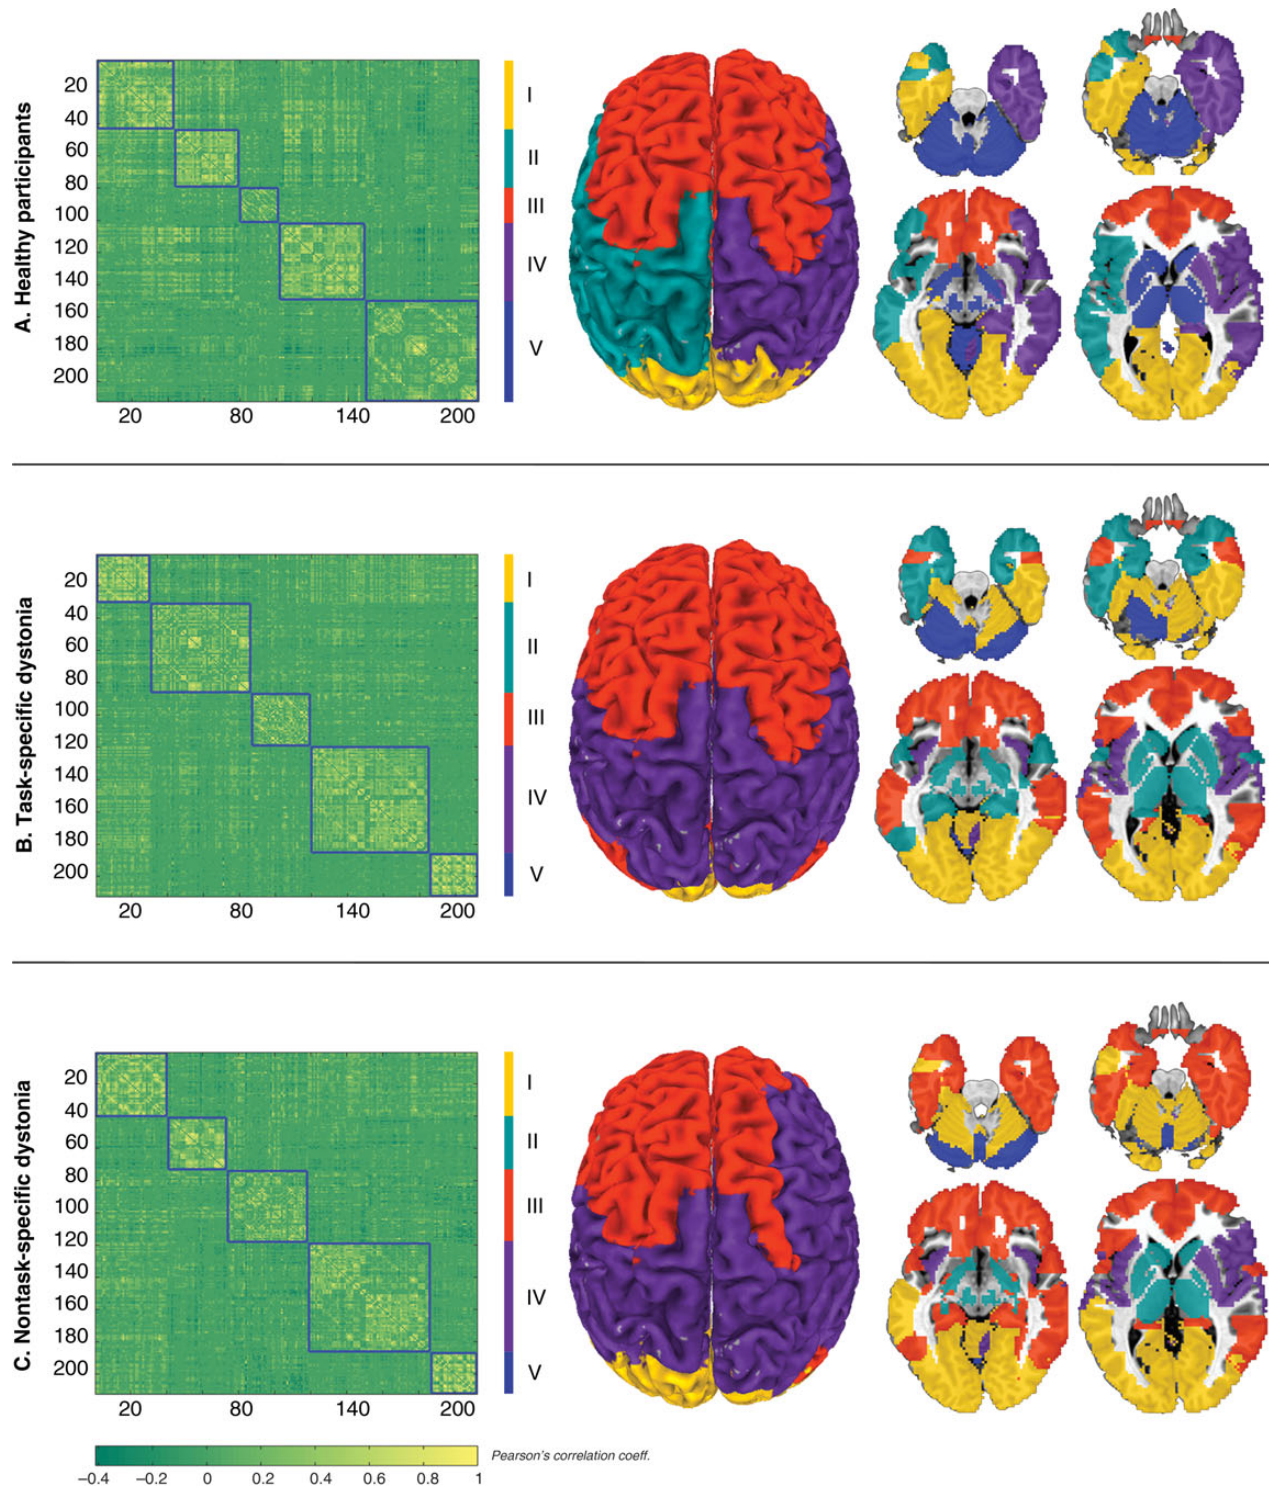 A. Healthy participants
20
40
60
80
100
120
140
160
180
200
20 80 140 200
I
II
III
IV
V
B. Task-specific dystonia
20
40
60
80
100
120
140
160
180
200
20 80 140 200
I
II
III
IV
V
C. Nontask-specific dystonia
20
40
60
80
100
120
140
160
180
200
20 80 140 200
I
II
III
IV
V
Pearson's correlation coeff.
−0.4 −0.2 0 0.2 0.4 0.6 0.8 1